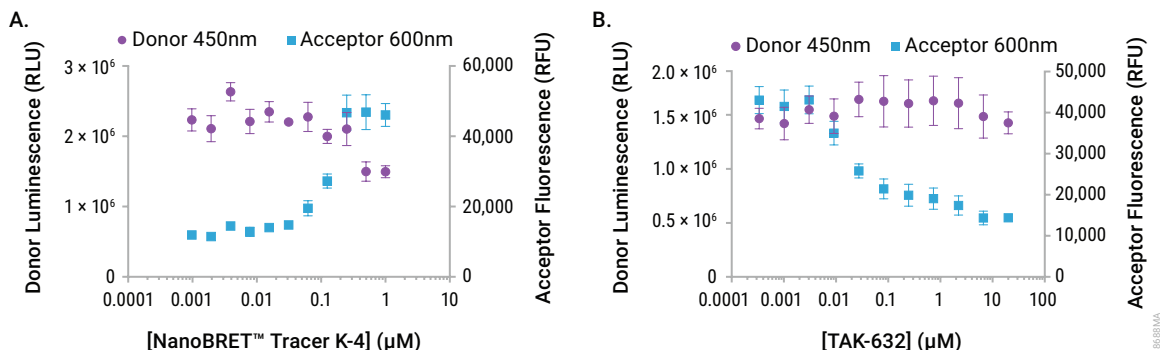 A.
Donor 450nm Acceptor 600nm
Donor Luminescence (RLU)
3 × 10⁶
2 × 10⁶
1 × 10⁶
0
60,000
40,000
20,000
0
Acceptor Fluorescence (RFU)
0.0001 0.001 0.01 0.1 1 10
[NanoBRET™ Tracer K-4] (µM)
B.
Donor 450nm Acceptor 600nm
Donor Luminescence (RLU)
2.0 × 10⁶
1.5 × 10⁶
1.0 × 10⁶
0.5 × 10⁶
0
50,000
40,000
30,000
20,000
10,000
0
Acceptor Fluorescence (RFU)
0.0001 0.001 0.01 0.1 1 10 100
[TAK-632] (µM)
8688MA